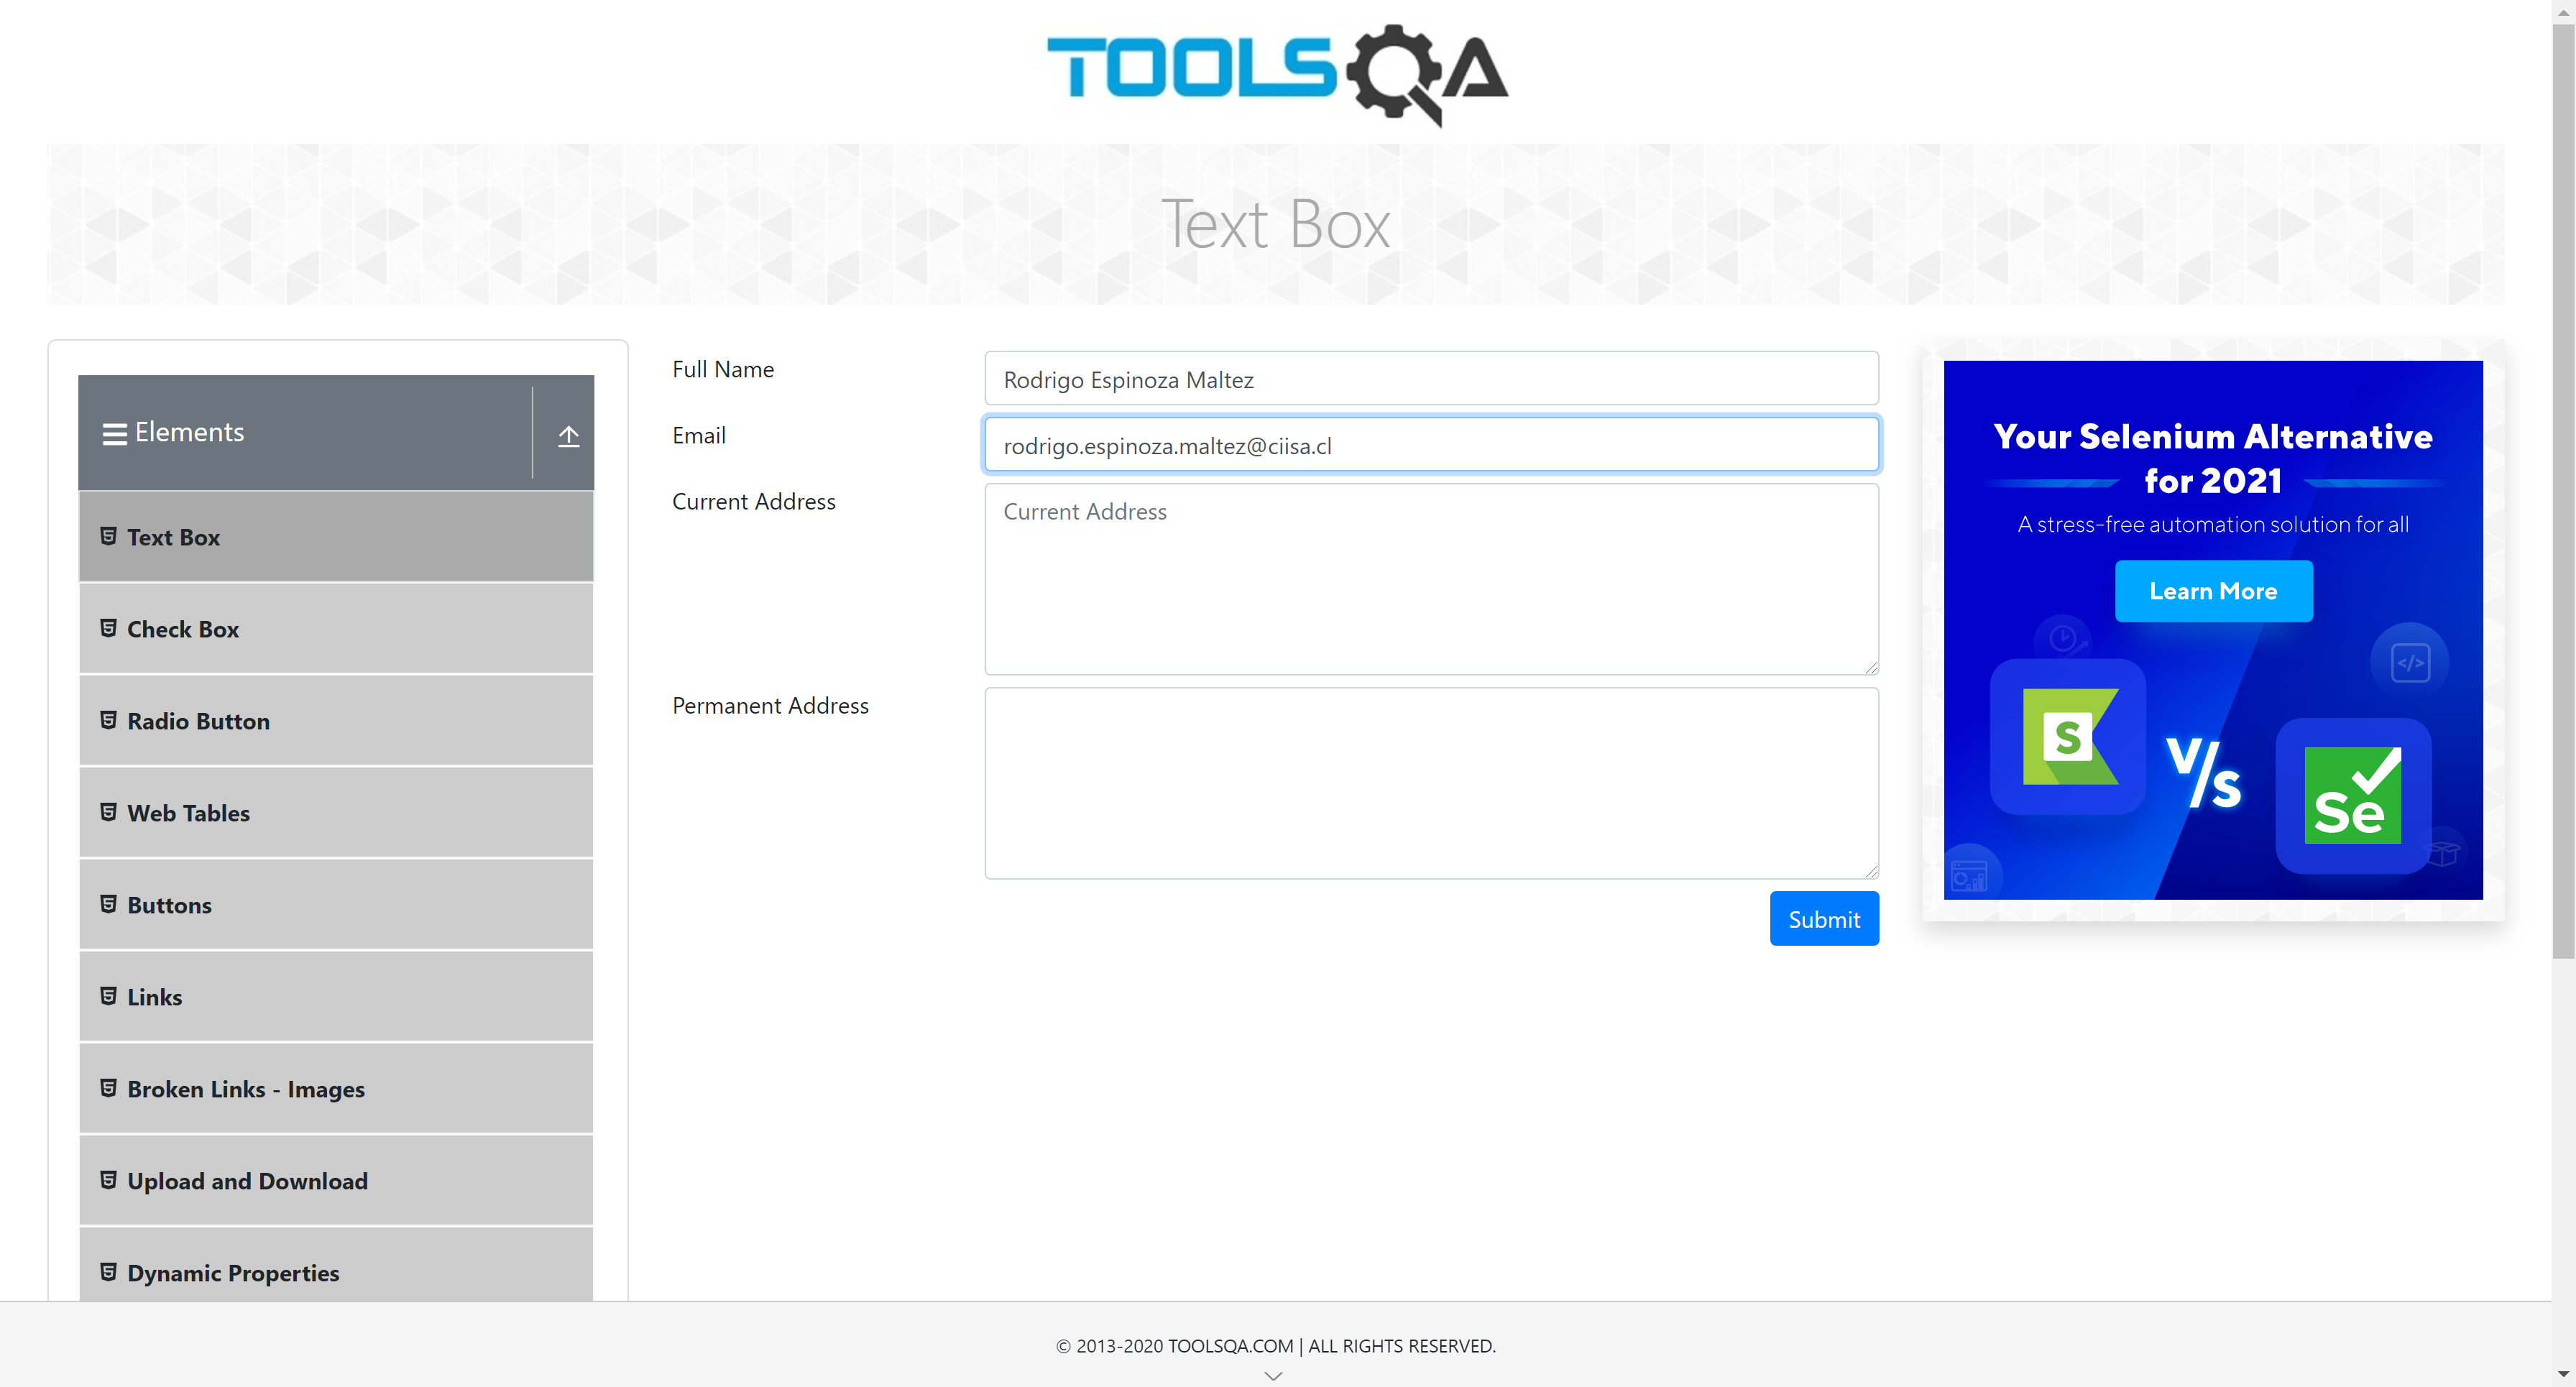 TOOLSQA
Text Box
Elements
Text Box
Check Box
Radio Button
Web Tables
Buttons
Links
Broken Links - Images
Upload and Download
Dynamic Properties
Full Name
Rodrigo Espinoza Maltez
Email
rodrigo.espinoza.maltez@ciisa.cl
Current Address
Current Address
Permanent Address
Submit
Your Selenium Alternative
for 2021
A stress-free automation solution for all
Learn More
</>
S
V/s
Se
© 2013-2020 TOOLSQA.COM | ALL RIGHTS RESERVED.